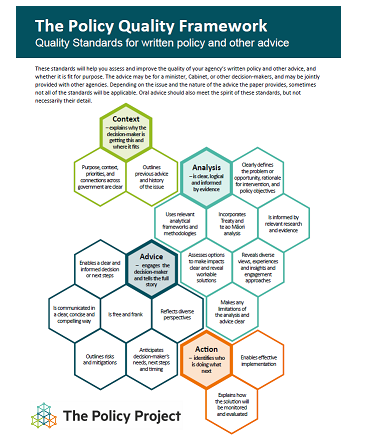 The Policy Quality Framework
Quality Standards for written policy and other advice
These standards will help you assess and improve the quality of your agency's written policy and other advice, and
whether it is fit for purpose. The advice may be for a minister, Cabinet, or other decision-makers, and may be jointly
provided with other agencies. Depending on the issue and the nature of the advice the paper provides, sometimes
not all of the standards will be applicable. Oral advice should also meet the spirit of these standards, but not
necessarily their detail.
Context
– explains why the
decision-maker is
getting this and
where it fits
Purpose, context,
priorities, and
connections across
government are clear
Outlines
previous advice
and history
of the issue
Analysis
– is clear, logical
and informed
by evidence
Clearly defines
the problem or
opportunity, rationale
for intervention, and
policy objectives
Uses relevant
analytical
frameworks and
methodologies
Incorporates
Treaty and
te ao Māori
analysis
Is informed by
relevant research
and evidence
Assesses options
to make impacts
clear and reveal
workable
solutions
Reveals diverse
views, experiences
and insights and
engagement
approaches
Makes any
limitations of
the analysis and
advice clear
Advice
– engages the
decision-maker
and tells the full
story
Enables a clear and
informed decision
or next steps
Is communicated in
a clear, concise and
compelling way
Is free and frank
Reflects diverse
perspectives
Outlines risks
and mitigations
Anticipates
decision-maker's
needs, next steps
and timing
Action
– identifies who
is doing what
next
Enables effective
implementation
Explains how
the solution will
be monitored
and evaluated
The Policy Project